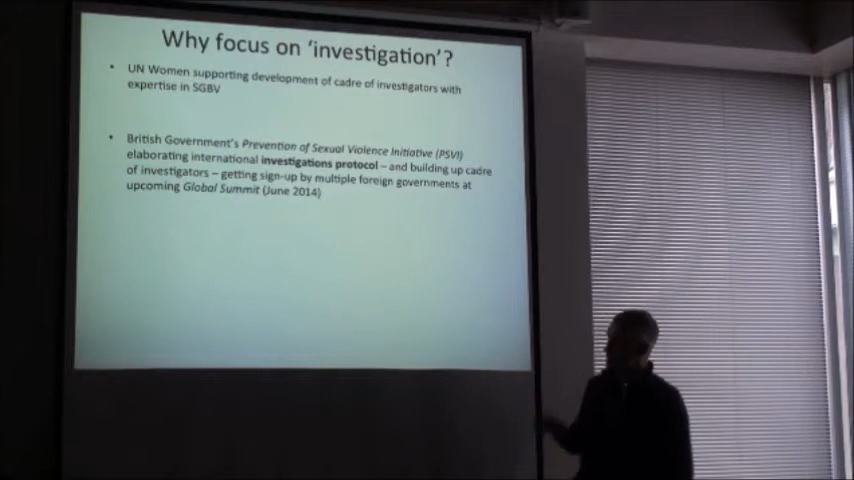 Why focus on 'investigation'?
• UN Women supporting development of cadre of investigators with
expertise in SGBV
• British Government's Prevention of Sexual Violence Initiative (PSVI)
elaborating international investigations protocol – and building up cadre
of investigators – getting sign-up by multiple foreign governments at
upcoming Global Summit (June 2014)